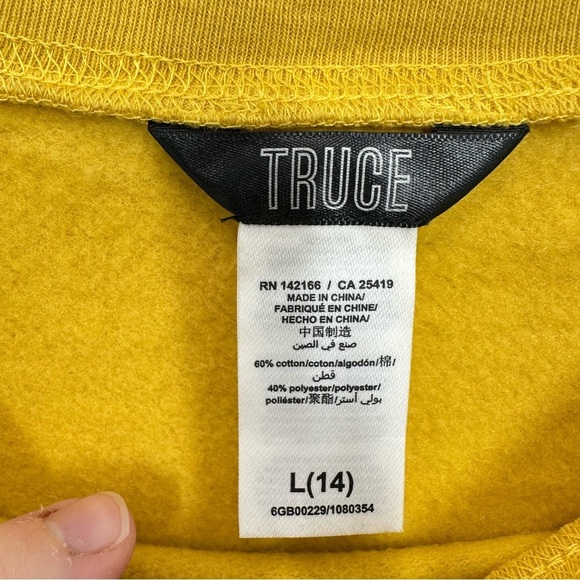 TRUCE
RN 142166 / CA 25419
MADE IN CHINA/
FABRIQUÉ EN CHINE/
HECHO EN CHINA/
中国制造
صنع في الصين
60% cotton/coton/algodón/棉/
قطن
40% polyester/polyester/
poliéster/聚酯/بولي أستر
L(14)
6GB00229/1080354